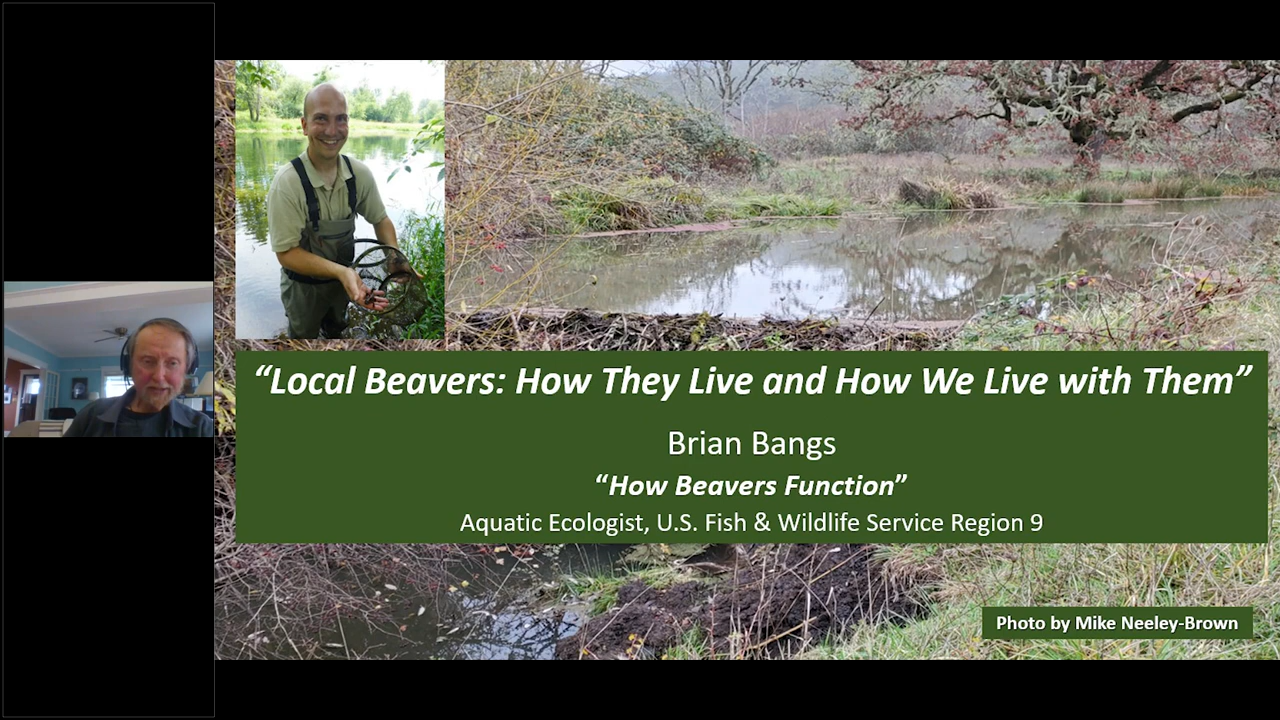 “Local Beavers: How They Live and How We Live with Them”
Brian Bangs
“How Beavers Function”
Aquatic Ecologist, U.S. Fish & Wildlife Service Region 9
Photo by Mike Neeley-Brown